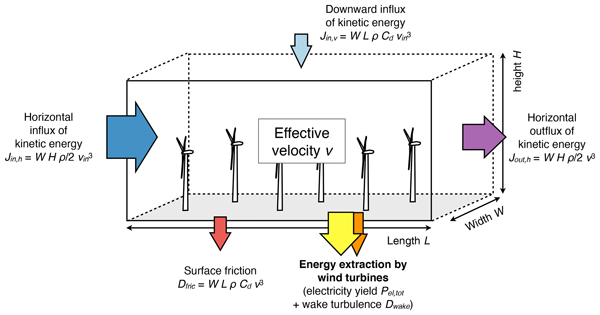 Downward influx
of kinetic energy
Jin,v = W L ρ Cd vin³
height H
Horizontal
influx of
kinetic energy
Jin,h = W H ρ/2 vin³
Effective
velocity v
Horizontal
outflux of
kinetic energy
Jout,h = W H ρ/2 v³
Width W
Length L
Surface friction
Dfric = W L ρ Cd v³
Energy extraction by
wind turbines
(electricity yield Pel,tot
+ wake turbulence Dwake)